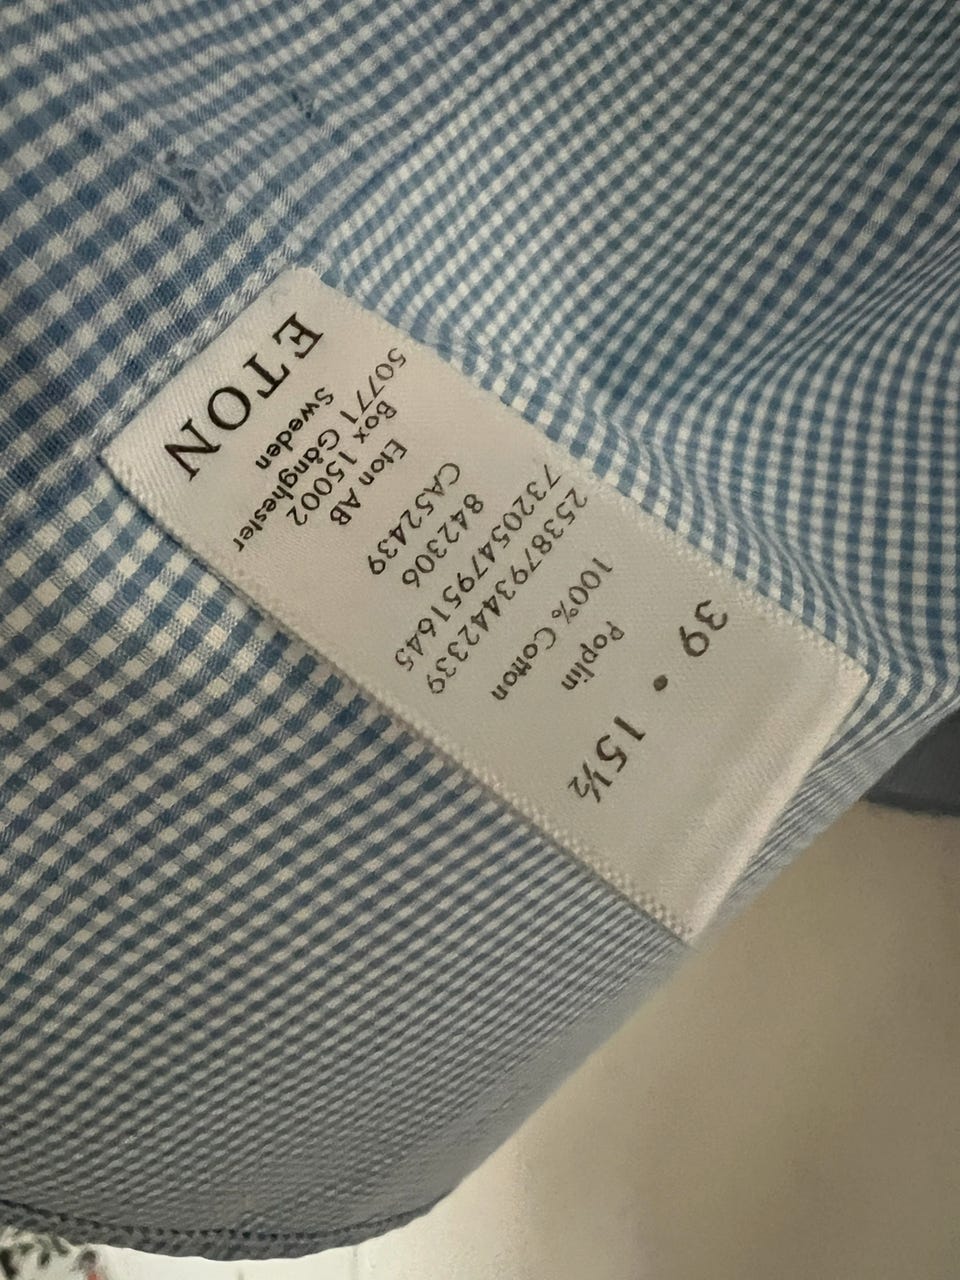 39 • 15½
Poplin
100% Cotton
2538793442339
7320547951645
842306
CA52439
Eton AB
Box 15002
50771 Gånghester
Sweden
ETON